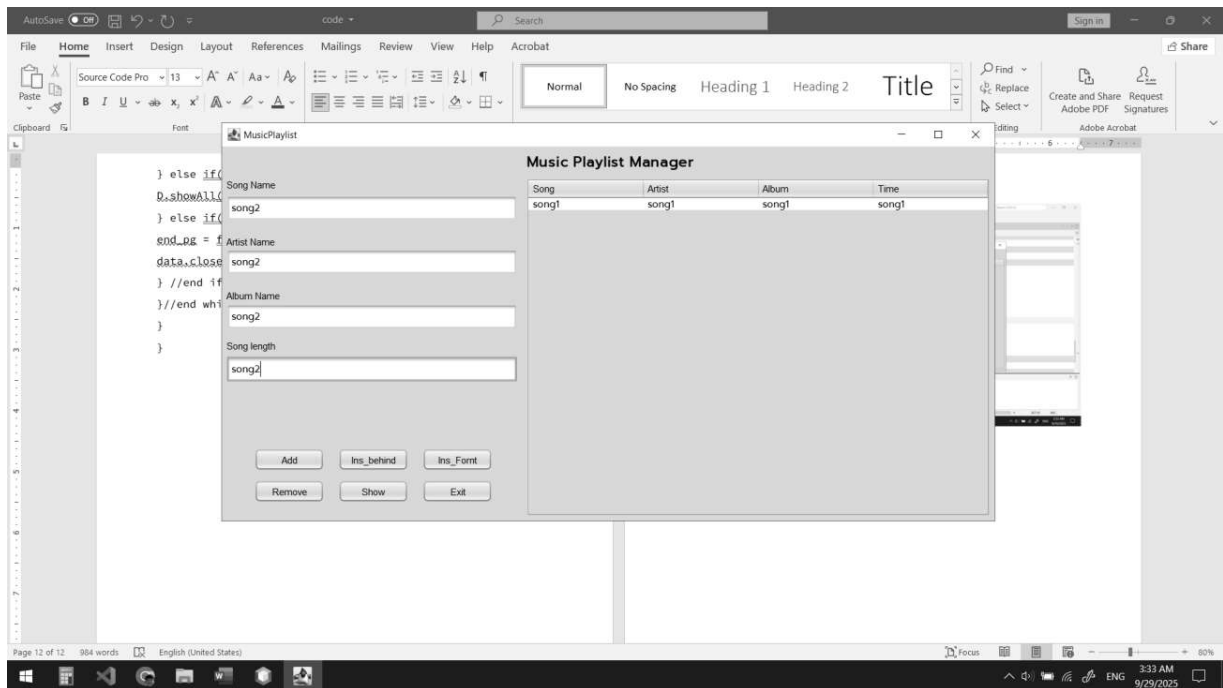 AutoSave Off code Search Sign in
File Home Insert Design Layout References Mailings Review View Help Acrobat Share
Paste
Clipboard
Source Code Pro 13 A^ Aˇ Aa A
B I U ab x₂ x² A A
Font
Normal No Spacing Heading 1 Heading 2 Title
Find
Replace
Select
Editing
Create and Share Adobe PDF
Request Signatures
Adobe Acrobat
} else if(
D.showAll(
} else if(
end_pg = f
data.close
} //end if
}//end whi
}
}
MusicPlaylist
Music Playlist Manager
Song Name
song2
Artist Name
song2
Album Name
song2
Song length
song2
Song Artist Album Time
song1 song1 song1 song1
Add Ins_behind Ins_Fornt
Remove Show Exit
Page 12 of 12 984 words English (United States) Focus 80%
ENG 3:33 AM
9/29/2025